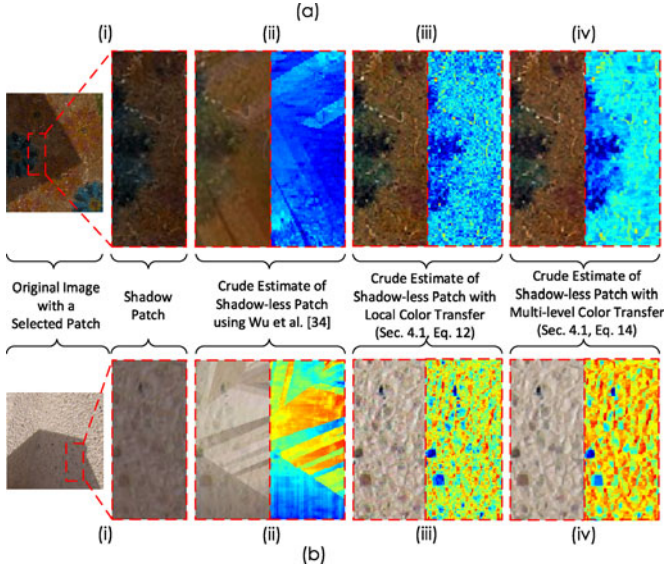 (a)
(i)
(ii)
(iii)
(iv)
Original Image
with a
Selected Patch
Shadow
Patch
Crude Estimate of
Shadow-less Patch
using Wu et al. [34]
Crude Estimate of
Shadow-less Patch with
Local Color Transfer
(Sec. 4.1, Eq. 12)
Crude Estimate of
Shadow-less Patch with
Multi-level Color Transfer
(Sec. 4.1, Eq. 14)
(i)
(ii)
(iii)
(iv)
(b)